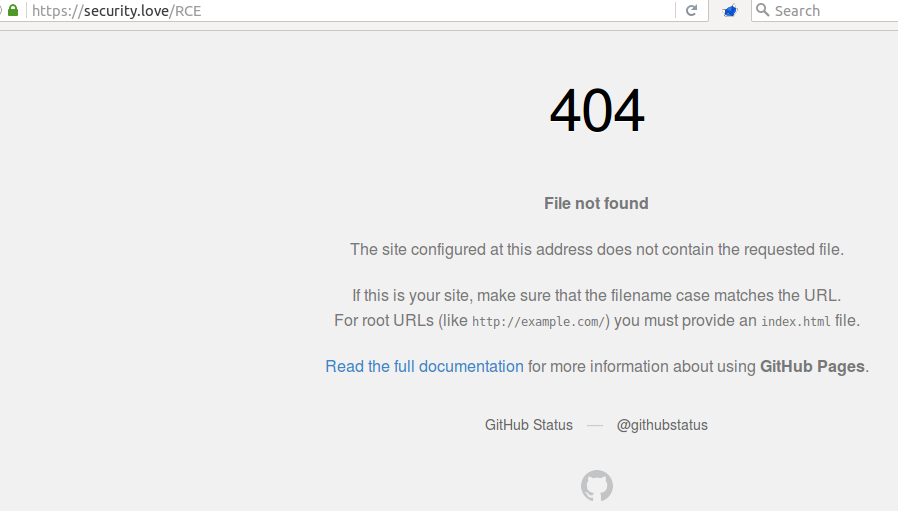 https://security.love/RCE
Search
404
File not found
The site configured at this address does not contain the requested file.
If this is your site, make sure that the filename case matches the URL.
For root URLs (like http://example.com/) you must provide an index.html file.
Read the full documentation for more information about using GitHub Pages.
GitHub Status — @githubstatus